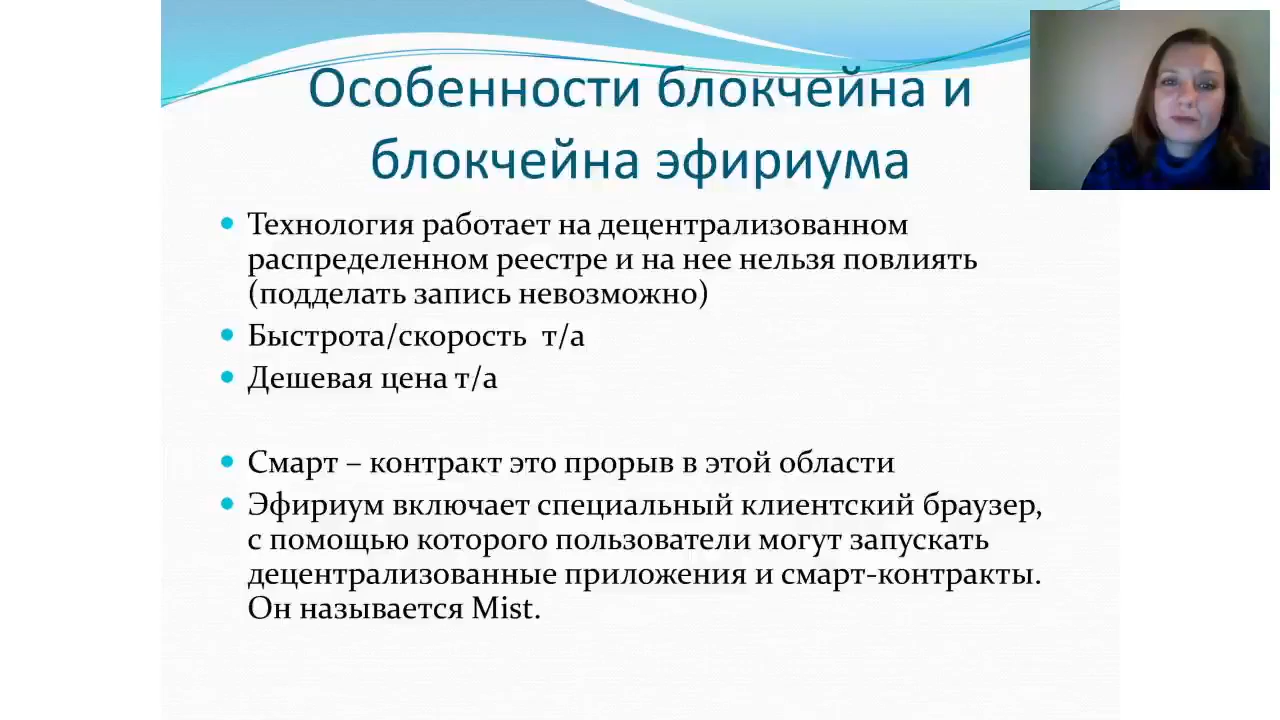 Особенности блокчейна и
блокчейна эфириума
Технология работает на децентрализованном
распределенном реестре и на нее нельзя повлиять
(подделать запись невозможно)
Быстрота/скорость т/а
Дешевая цена т/а
Смарт – контракт это прорыв в этой области
Эфириум включает специальный клиентский браузер,
с помощью которого пользователи могут запускать
децентрализованные приложения и смарт-контракты.
Он называется Mist.